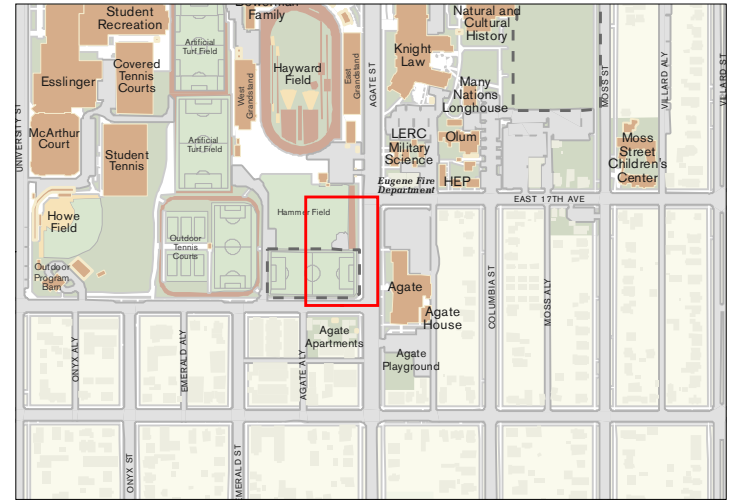 Student
Recreation
Bowerman
Family
Natural and
Cultural
History
Artificial
Turf Field
Knight
Law
Covered
Tennis
Courts
Esslinger
Hayward
Field
West
Grandstand
East
Grandstand
AGATE ST
Many
Nations
Longhouse
MOSS ST
VILLARD ALY
VILLARD ST
UNIVERSITY ST
McArthur
Court
Student
Tennis
Artificial
Turf Field
LERC
Military
Science
Olum
HEP
Moss
Street
Children's
Center
Eugene Fire
Department
EAST 17TH AVE
Howe
Field
Hammer Field
Outdoor
Tennis
Courts
Outdoor
Program
Barn
Agate
Agate
House
COLUMBIA ST
MOSS ALY
Agate
Apartments
Agate
Playground
ONYX ALY
EMERALD ALY
AGATE ALY
ONYX ST
MERALD ST